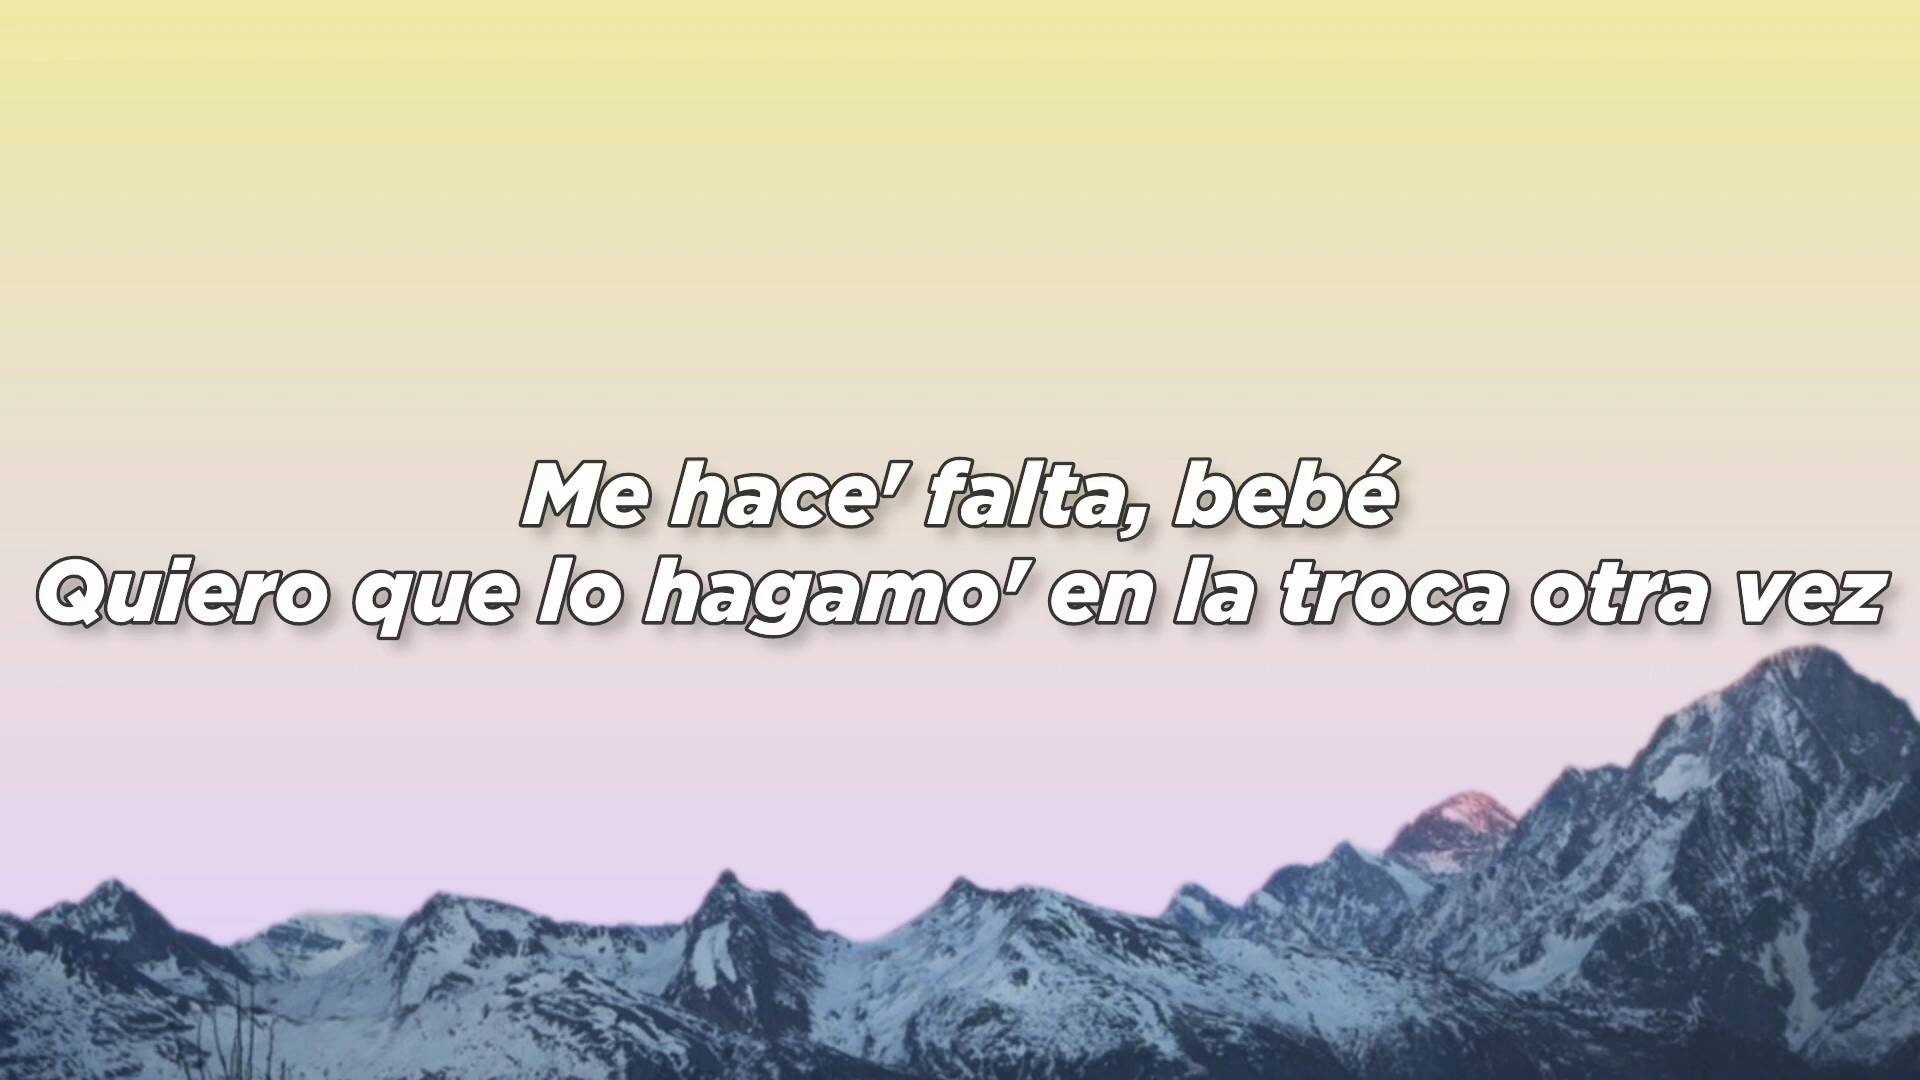 Me hace' falta, bebé
Quiero que lo hagamo' en la troca otra vez